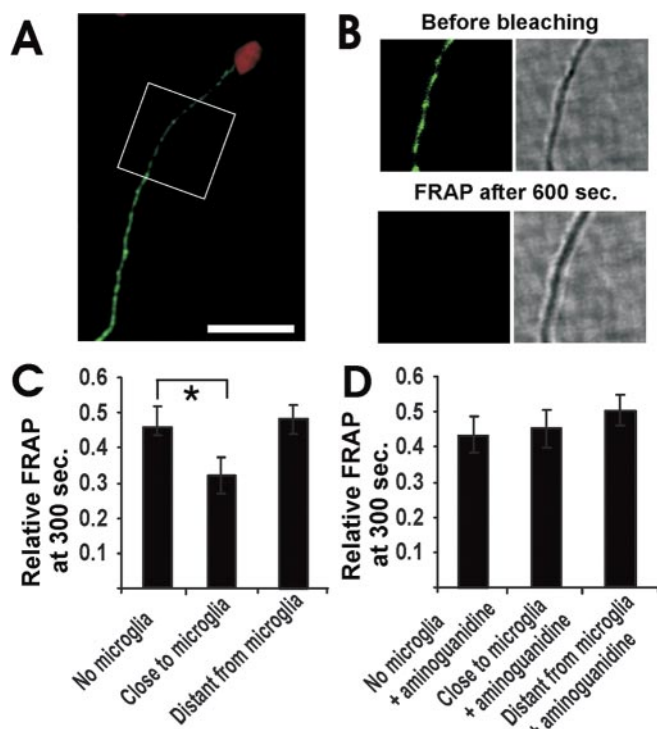 A
B
Before bleaching
FRAP after 600 sec.
C
Relative FRAP
at 300 sec.
0.6
0.5
0.4
0.3
0.2
0.1
*
No microglia
Close to microglia
Distant from microglia
D
Relative FRAP
at 300 sec.
0.6
0.5
0.4
0.3
0.2
0.1
No microglia
+ aminoguanidine
Close to microglia
+ aminoguanidine
Distant from microglia
+ aminoguanidine